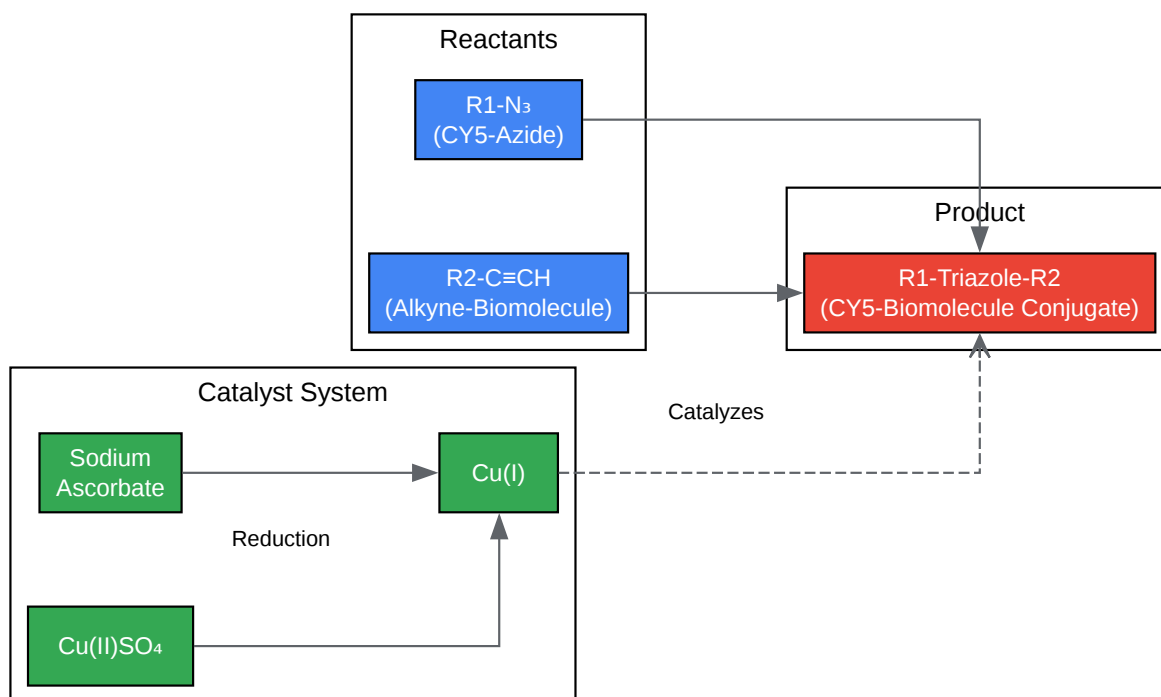 Reactants
R1-N₃
(CY5-Azide)
R2-C≡CH
(Alkyne-Biomolecule)
Product
R1-Triazole-R2
(CY5-Biomolecule Conjugate)
Catalyst System
Sodium
Ascorbate
Cu(I)
Reduction
Cu(II)SO₄
Catalyzes